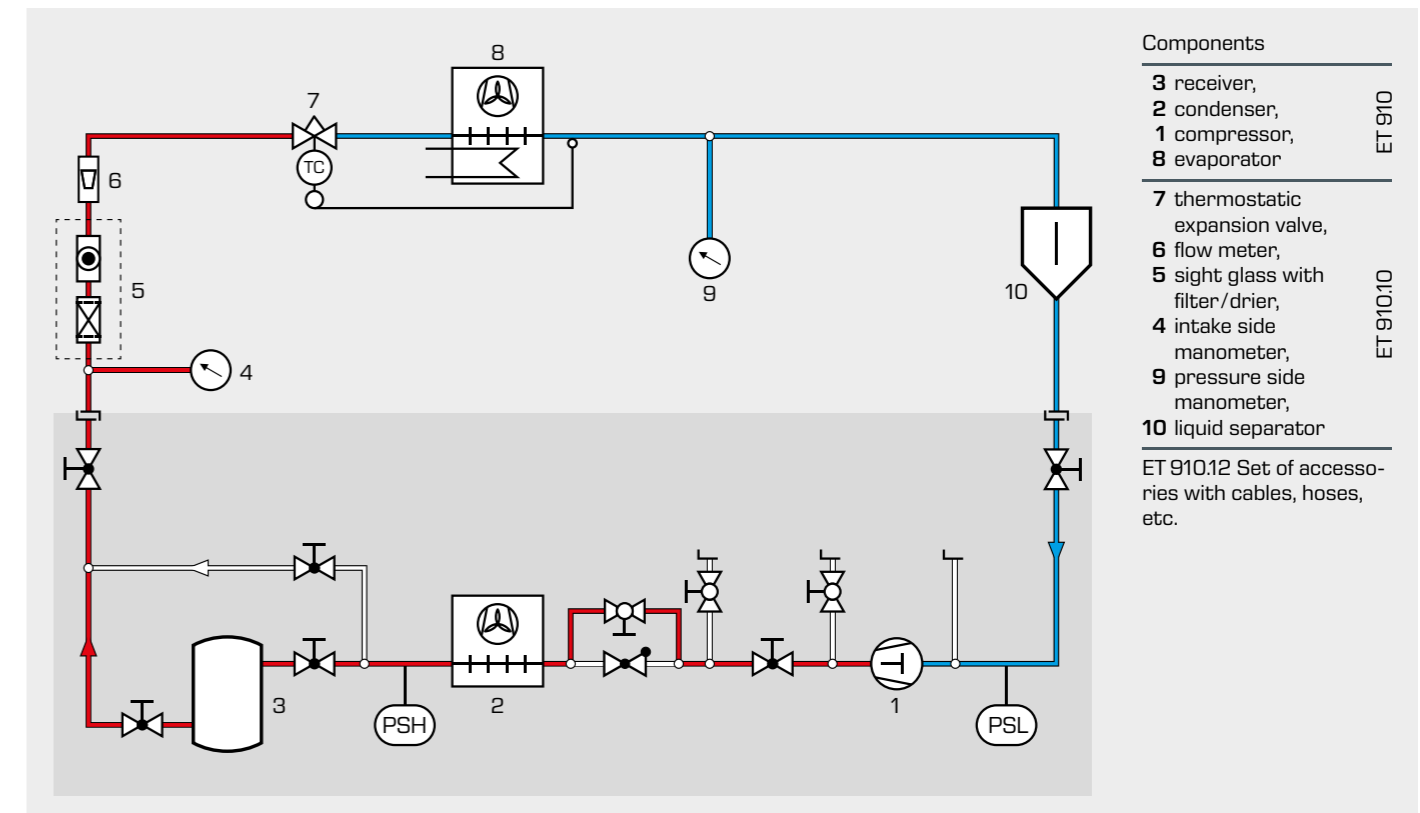 8
7
TC
6
5
4
9
10
3
PSH
2
1
PSL
Components
3 receiver,
2 condenser,
1 compressor,
8 evaporator
ET 910
7 thermostatic
expansion valve,
6 flow meter,
5 sight glass with
filter/drier,
4 intake side
manometer,
9 pressure side
manometer,
10 liquid separator
ET 910.10
ET 910.12 Set of accesso-
ries with cables, hoses,
etc.